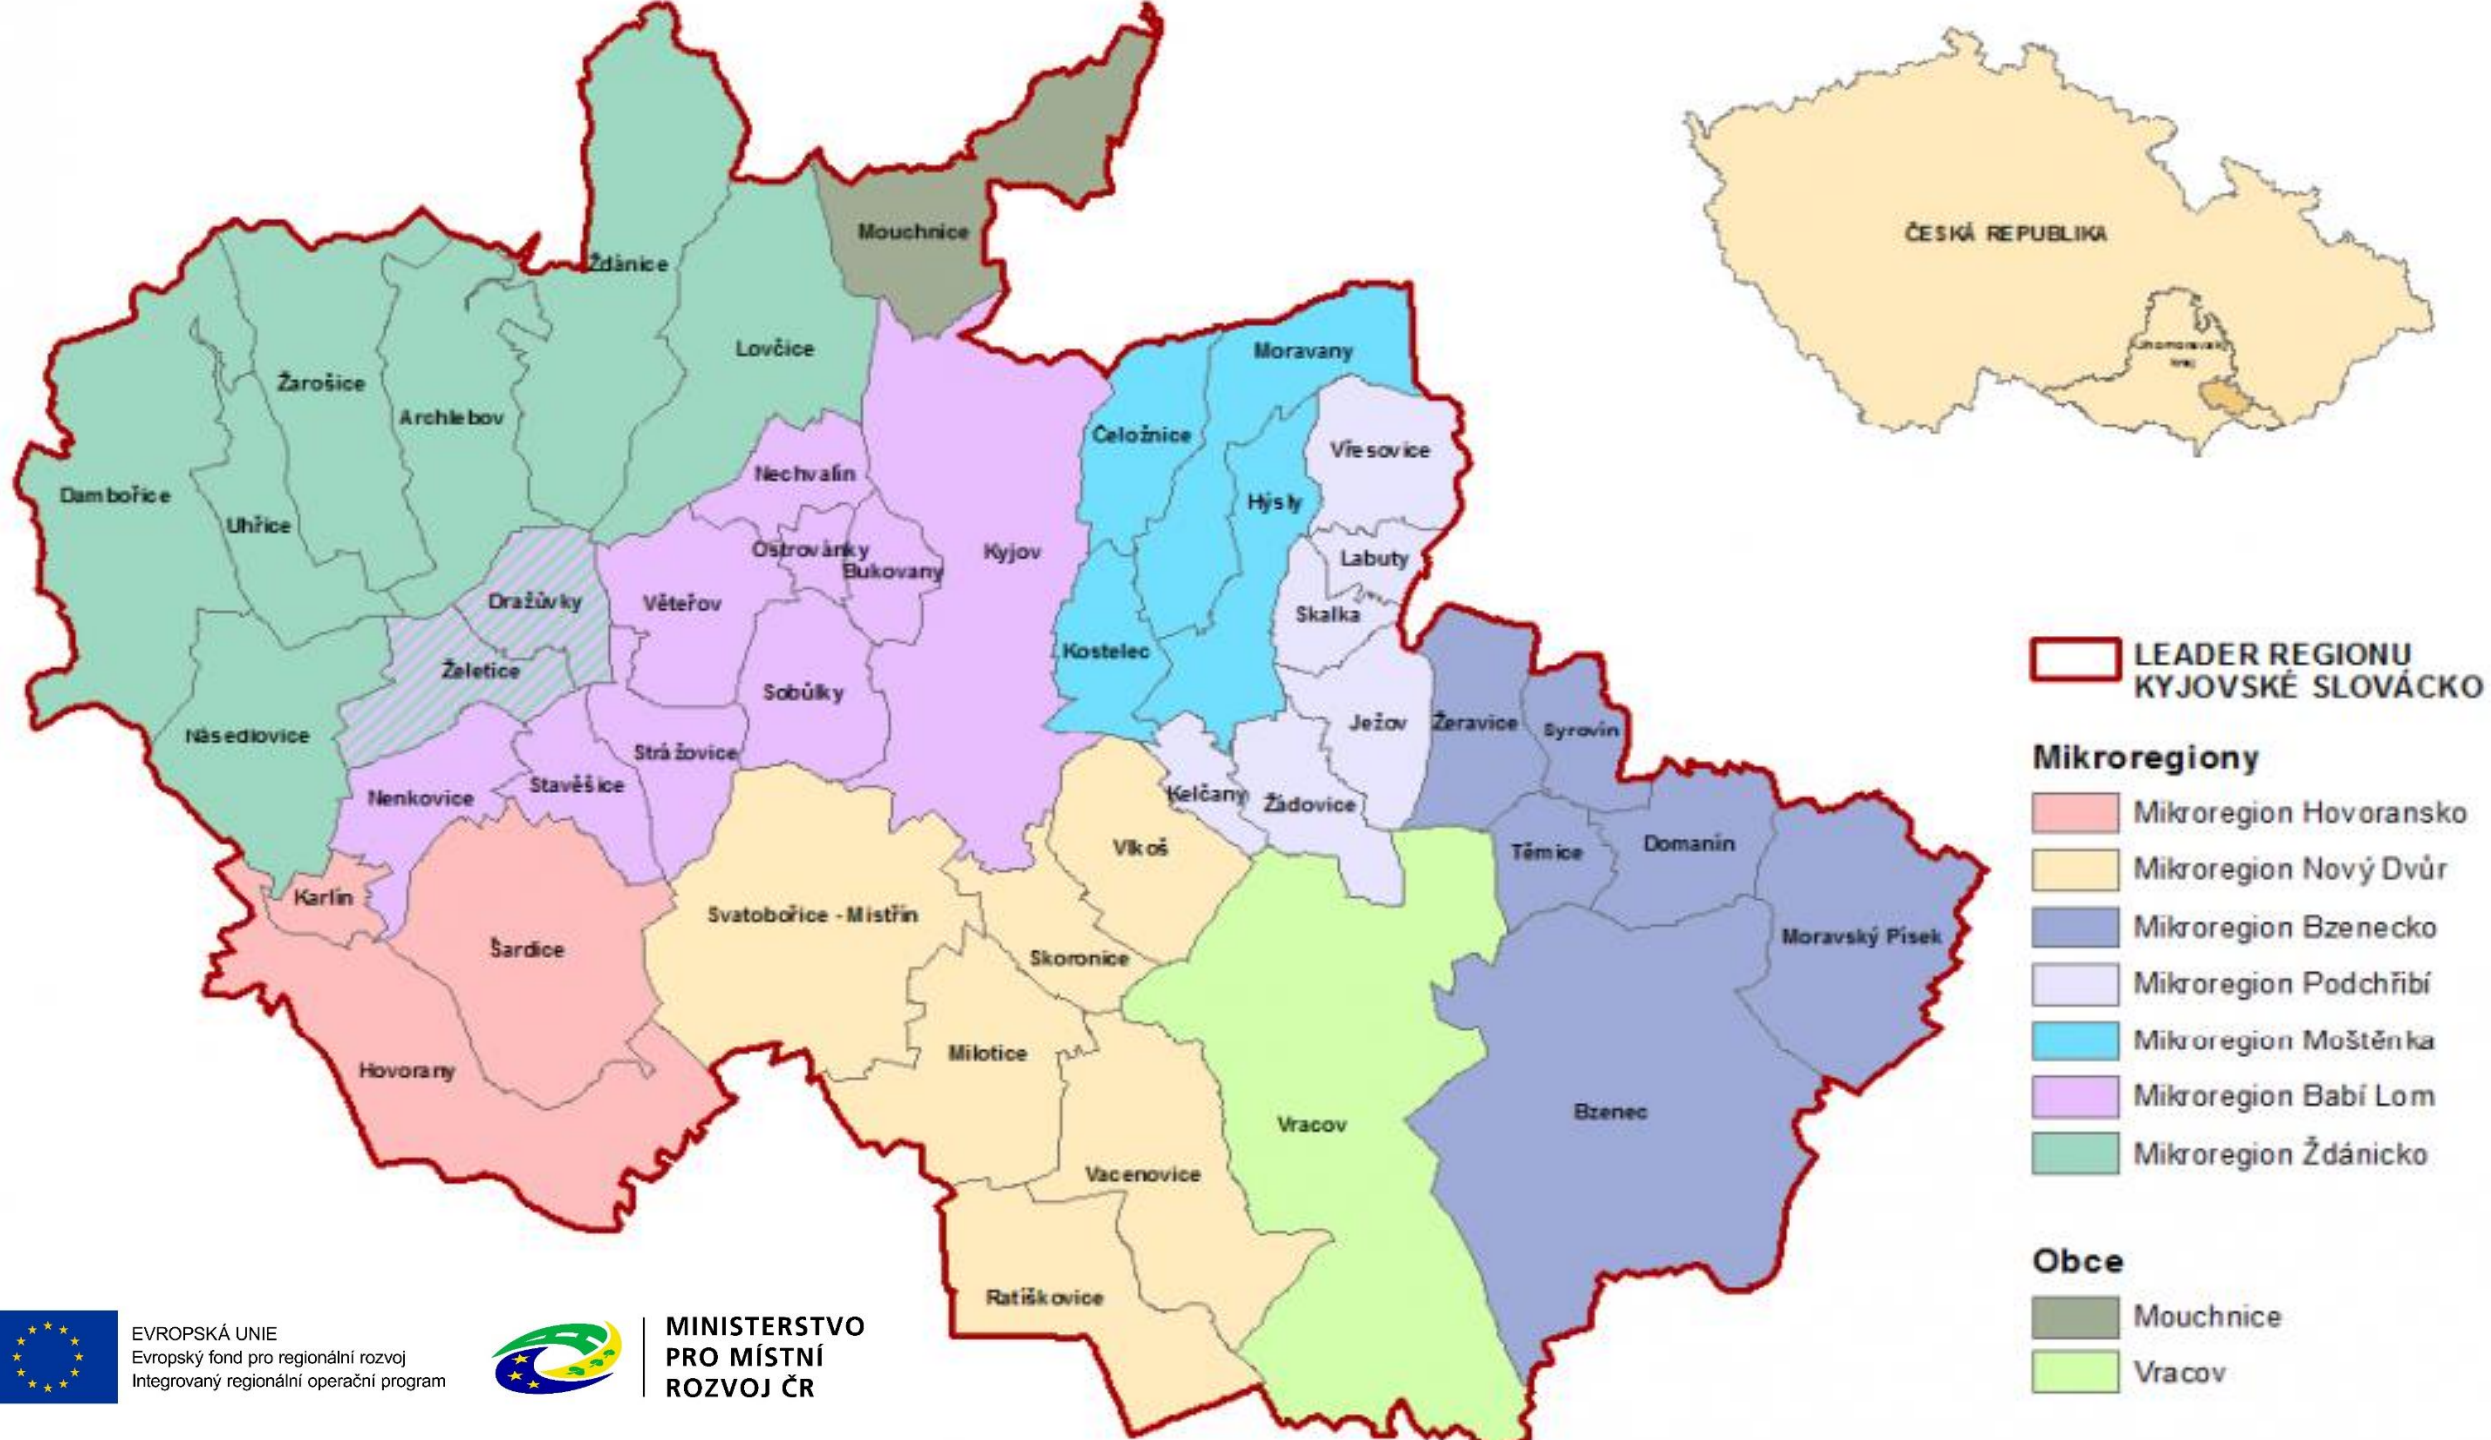 Mouchnice
ČESKÁ REPUBLIKA
Ždánice
Lovčice
Moravany
kraj
Žarošice
Archlebov
Čeložnice
Vřesovice
Nechvalín
Dambořice
Hýsly
Uhřice
Ostrovánky
Kyjov
Labuty
Bukovany
Dražůvky
Věteřov
Skalka
Kostelec
Želetice
Sobůlky
LEADER REGIONU
KYJOVSKÉ SLOVÁCKO
Násedlovice
Ježov
Žeravice
Syrovín
Strážovice
Mikroregiony
Stavěšice
Nenkovice
Kelčany
Žádovice
Mikroregion Hovoransko
Vlkoš
Těmice
Domanín
Mikroregion Nový Dvůr
Karlín
Svatobořice - Mistřín
Mikroregion Bzenecko
Šardice
Skoronice
Moravský Písek
Mikroregion Podchřibí
Milotice
Mikroregion Moštěnka
Hovorany
Mikroregion Babí Lom
Vracov
Bzenec
Mikroregion Ždánicko
Vacenovice
Obce
Ratíškovice
Mouchnice
Vracov
EVROPSKÁ UNIE
Evropský fond pro regionální rozvoj
Integrovaný regionální operační program
MINISTERSTVO
PRO MÍSTNÍ
ROZVOJ ČR